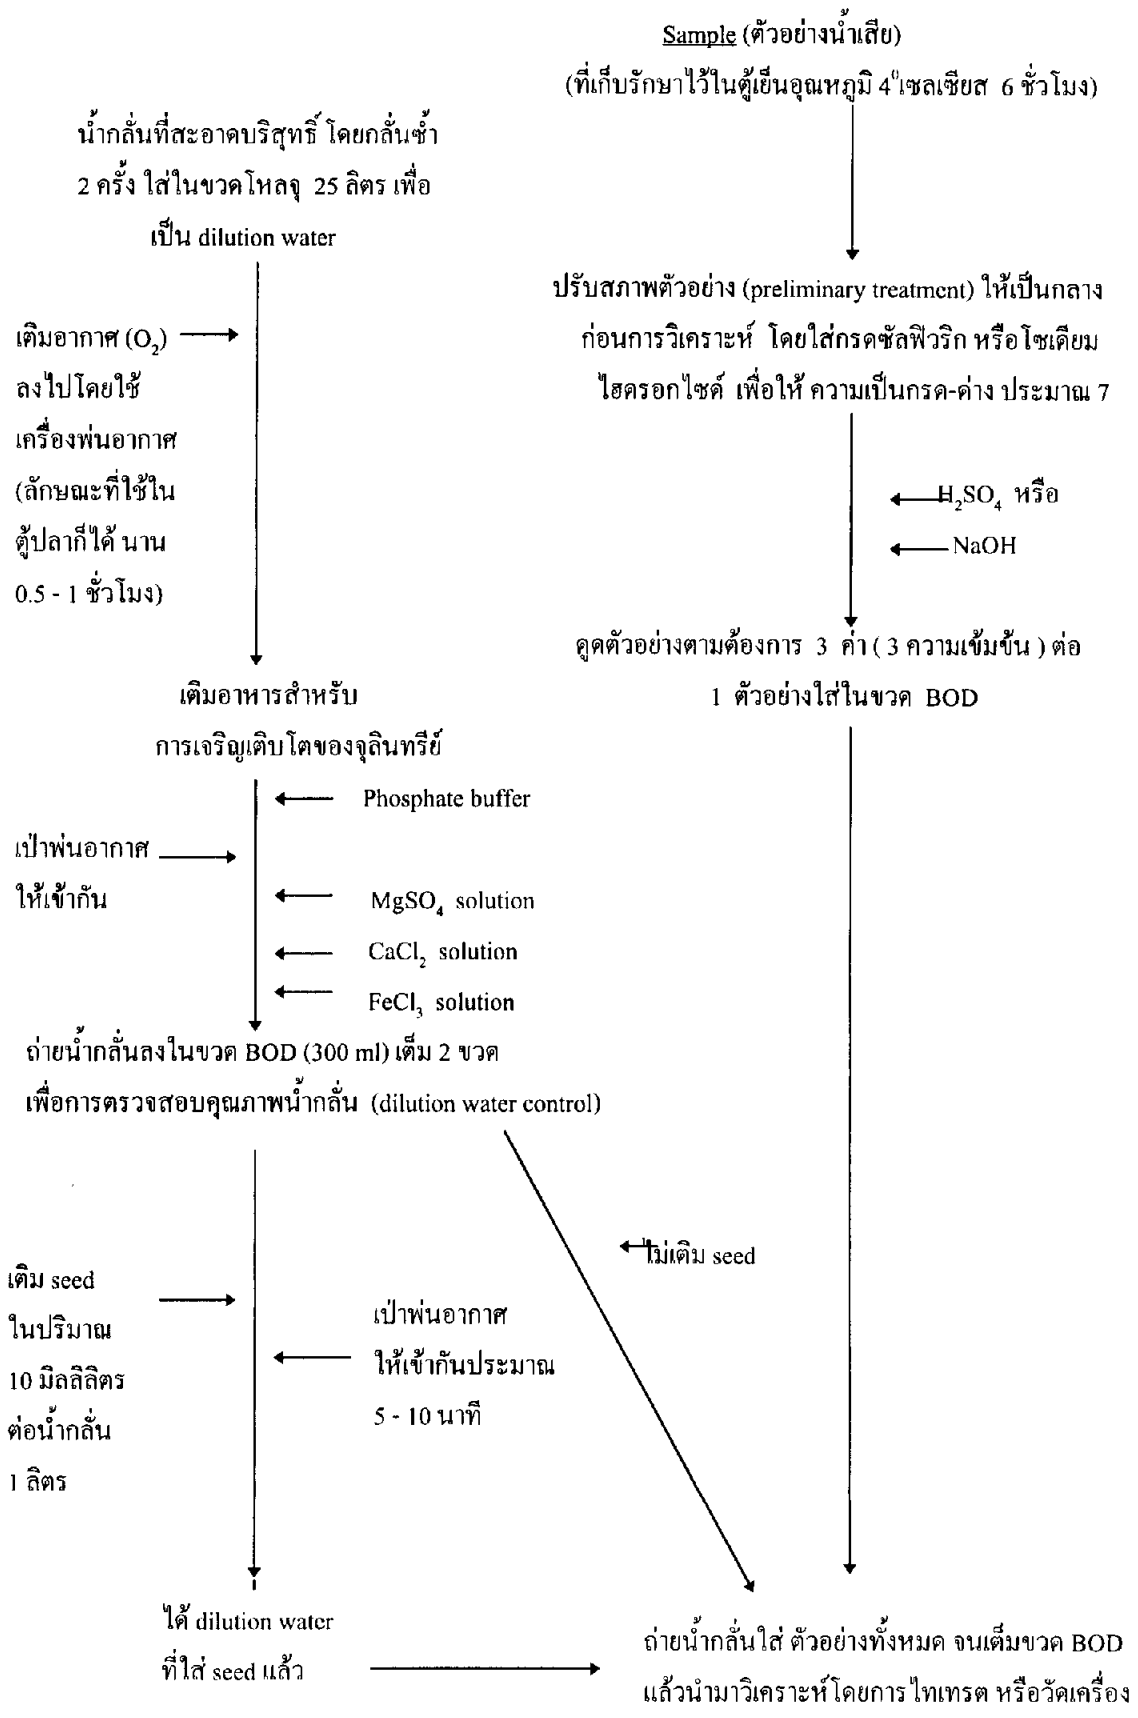 Sample (ตัวอย่างน้ำเสีย)
(ที่เก็บรักษาไว้ในตู้เย็นอุณหภูมิ 4⁰เซลเซียส 6 ชั่วโมง)
น้ำกลั่นที่สะอาดบริสุทธิ์ โดยกลั่นซ้ำ
2 ครั้ง ใส่ในขวดโหลจุ 25 ลิตร เพื่อ
เป็น dilution water
ปรับสภาพตัวอย่าง (preliminary treatment) ให้เป็นกลาง
ก่อนการวิเคราะห์ โดยใส่กรดซัลฟิวริก หรือโซเดียม
ไฮดรอกไซด์ เพื่อให้ ความเป็นกรด-ด่าง ประมาณ 7
เติมอากาศ (O₂)
ลงไปโดยใช้
เครื่องพ่นอากาศ
(ลักษณะที่ใช้ใน
ตู้ปลาก็ได้ นาน
0.5 - 1 ชั่วโมง)
H₂SO₄ หรือ
NaOH
ดูดตัวอย่างตามต้องการ 3 ค่า ( 3 ความเข้มข้น ) ต่อ
1 ตัวอย่างใส่ในขวด BOD
เติมอาหารสำหรับ
การเจริญเติบโตของจุลินทรีย์
Phosphate buffer
เป่าพ่นอากาศ
ให้เข้ากัน
MgSO₄ solution
CaCl₂ solution
FeCl₃ solution
ถ่ายน้ำกลั่นลงในขวด BOD (300 ml) เต็ม 2 ขวด
เพื่อการตรวจสอบคุณภาพน้ำกลั่น (dilution water control)
ไม่เติม seed
เติม seed
ในปริมาณ
10 มิลลิลิตร
ต่อน้ำกลั่น
1 ลิตร
เป่าพ่นอากาศ
ให้เข้ากันประมาณ
5 - 10 นาที
ได้ dilution water
ที่ใส่ seed แล้ว
ถ่ายน้ำกลั่นใส่ ตัวอย่างทั้งหมด จนเต็มขวด BOD
แล้วนำมาวิเคราะห์โดยการไทเทรต หรือวัดเครื่อง